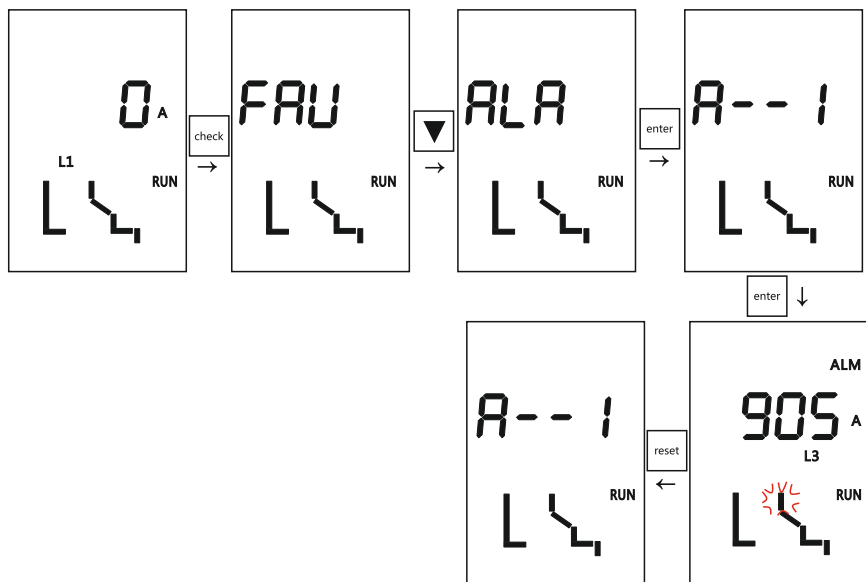 0 A
L1
RUN
check
→
FAU
RUN
▼
→
ALA
RUN
enter
→
A--1
RUN
enter ↓
ALM
905 A
L3
RUN
reset
←
A--1
RUN